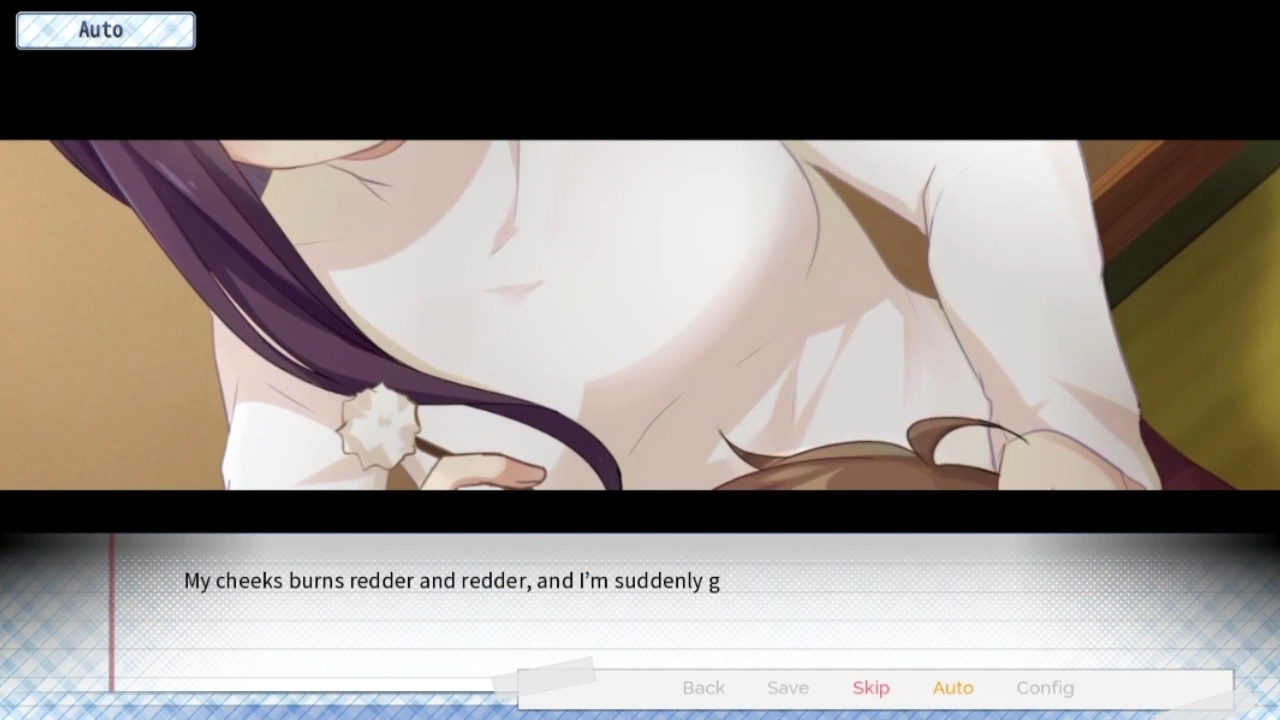 Auto
My cheeks burns redder and redder, and I'm suddenly g
Back Save Skip Auto Config